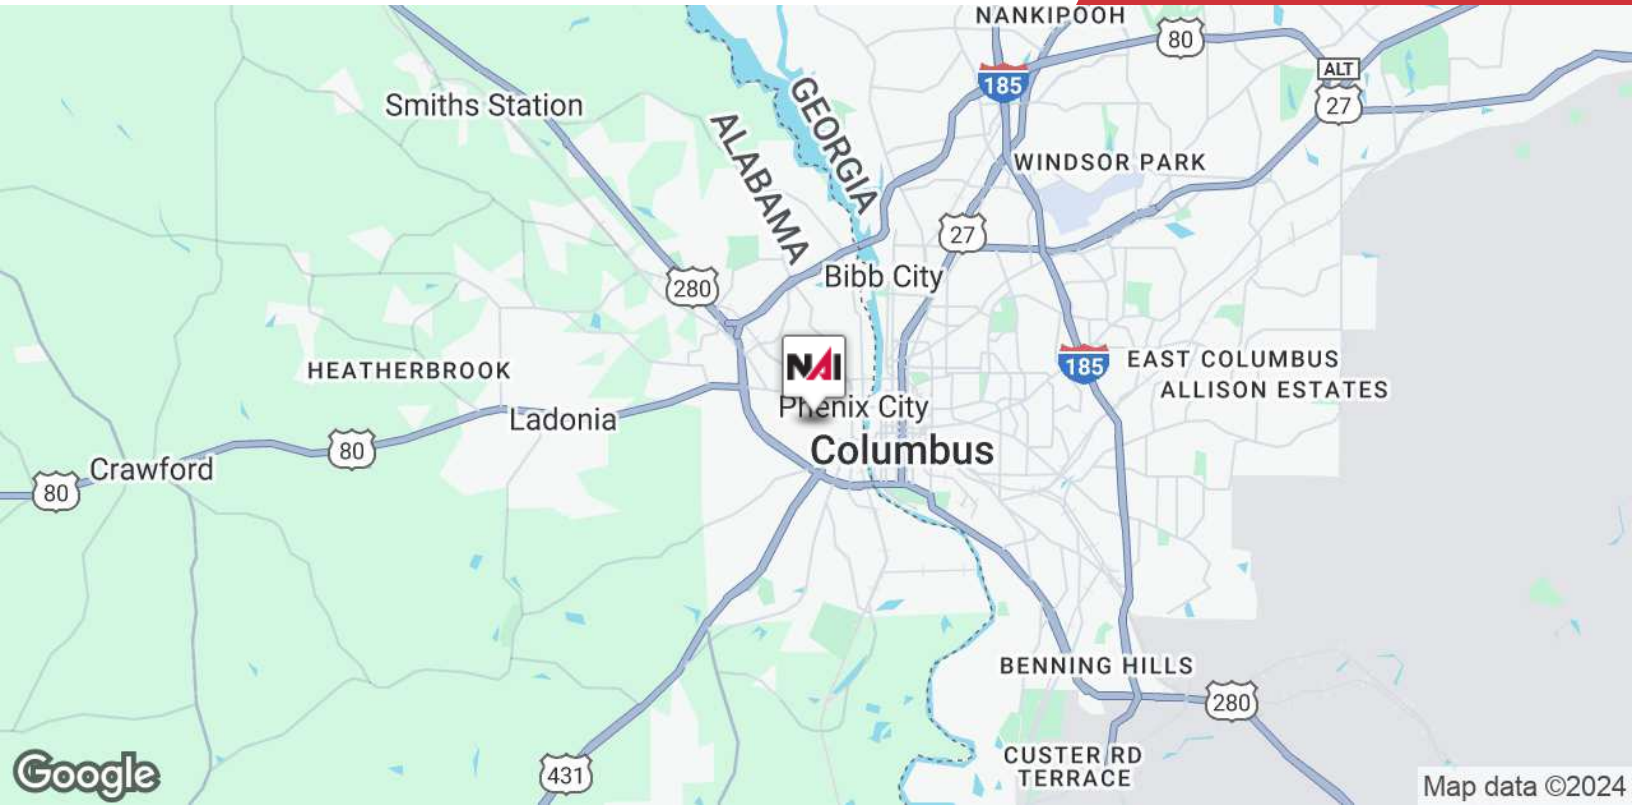 NANKIPOOH
80
ALT
27
185
Smiths Station
GEORGIA
ALABAMA
WINDSOR PARK
27
Bibb City
280
NAI
185
EAST COLUMBUS
ALLISON ESTATES
HEATHERBROOK
Phenix City
Ladonia
Columbus
80
Crawford
80
BENNING HILLS
280
CUSTER RD
TERRACE
431
Google
Map data ©2024